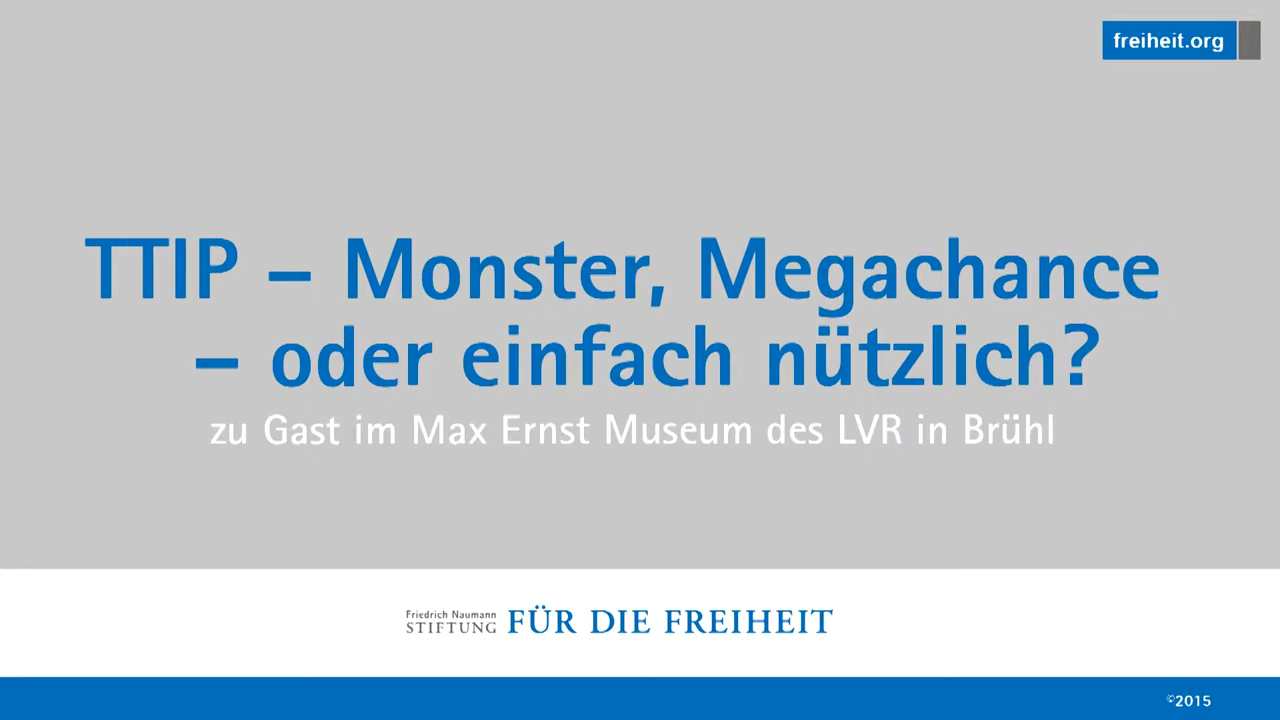 freiheit.org
TTIP – Monster, Megachance
– oder einfach nützlich?
zu Gast im Max Ernst Museum des LVR in Brühl
Friedrich Naumann
STIFTUNG FÜR DIE FREIHEIT
©2015